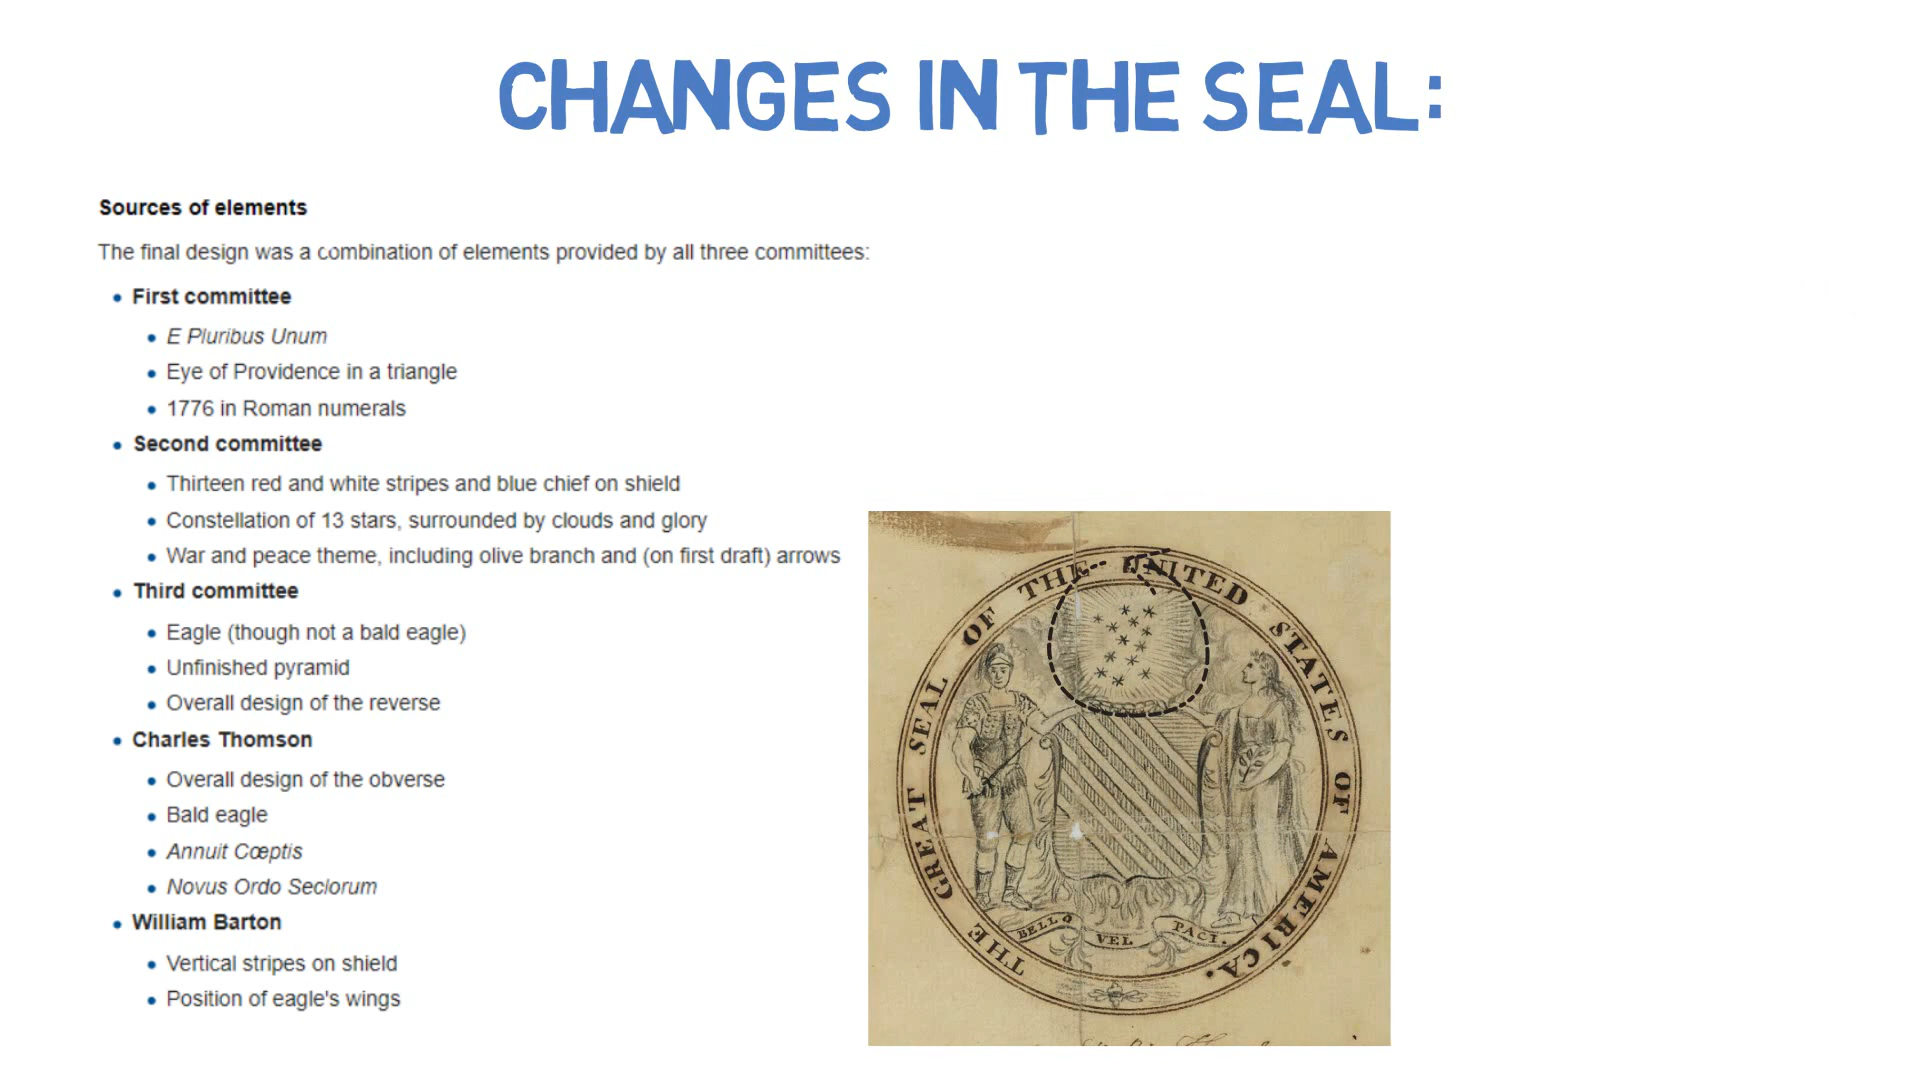 CHANGES IN THE SEAL:
Sources of elements
The final design was a combination of elements provided by all three committees:
First committee
E Pluribus Unum
Eye of Providence in a triangle
1776 in Roman numerals
Second committee
Thirteen red and white stripes and blue chief on shield
Constellation of 13 stars, surrounded by clouds and glory
War and peace theme, including olive branch and (on first draft) arrows
Third committee
Eagle (though not a bald eagle)
Unfinished pyramid
Overall design of the reverse
Charles Thomson
Overall design of the obverse
Bald eagle
Annuit Cœptis
Novus Ordo Seclorum
William Barton
Vertical stripes on shield
Position of eagle's wings
THE GREAT SEAL OF THE UNITED STATES OF AMERICA.
BELLO VEL PACI.